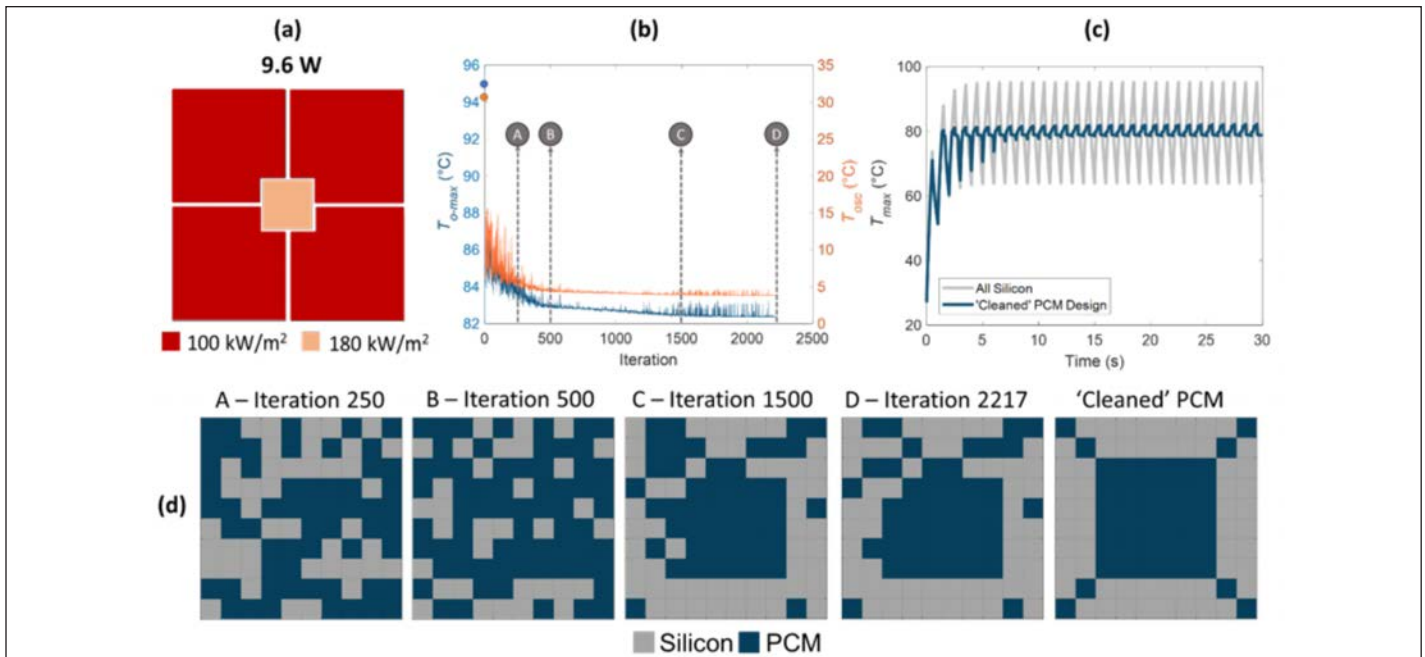 (a)
9.6 W
100 kW/m² 180 kW/m²
(b)
96
94
92
90
88
86
84
82
T_o-max (°C)
35
30
25
20
15
10
5
0
T_osc (°C)
A B C D
0 500 1000 1500 2000 2500
Iteration
(c)
100
80
60
40
20
T_max (°C)
All Silicon
'Cleaned' PCM Design
0 5 10 15 20 25 30
Time (s)
A – Iteration 250 B – Iteration 500 C – Iteration 1500 D – Iteration 2217 'Cleaned' PCM
(d)
Silicon PCM